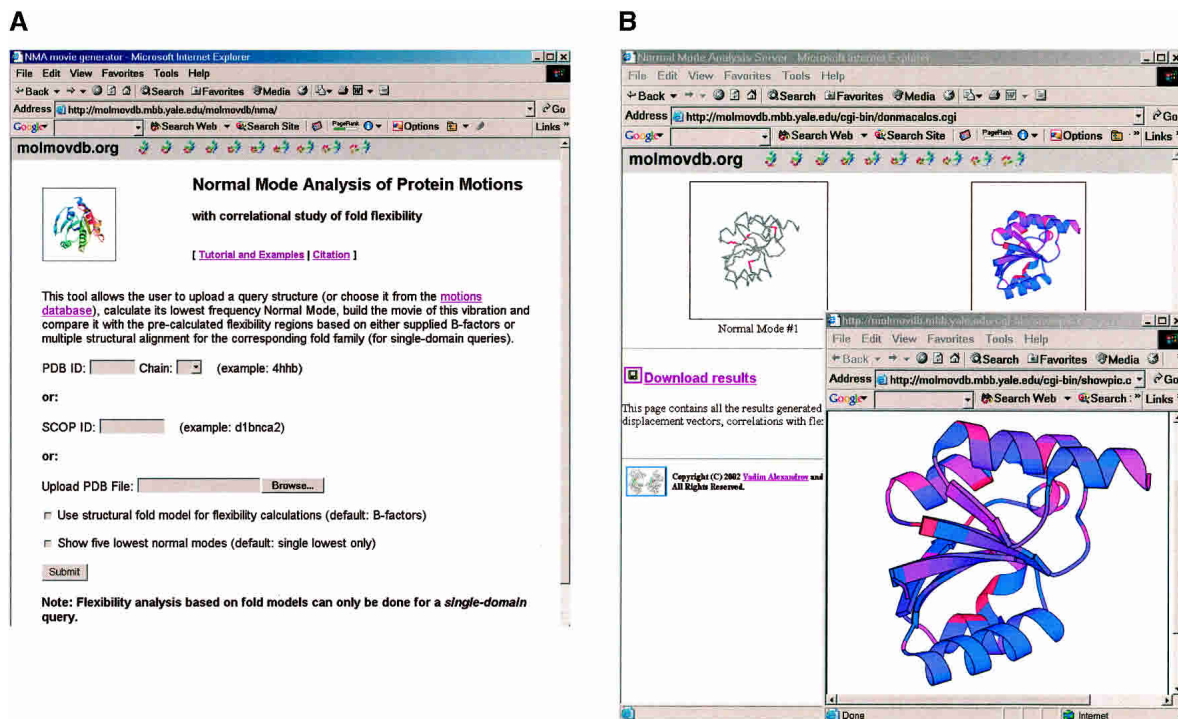 A
NMA movie generator - Microsoft Internet Explorer
File Edit View Favorites Tools Help
Back Search Favorites Media
Address http://molmovdb.mbb.yale.edu/molmovdb/nma/ Go
Google Search Web Search Site PageRank Options Links »
molmovdb.org
Normal Mode Analysis of Protein Motions
with correlational study of fold flexibility
[ Tutorial and Examples | Citation ]
This tool allows the user to upload a query structure (or choose it from the motions
database), calculate its lowest frequency Normal Mode, build the movie of this vibration and
compare it with the pre-calculated flexibility regions based on either supplied B-factors or
multiple structural alignment for the corresponding fold family (for single-domain queries).
PDB ID: Chain: (example: 4hhb)
or:
SCOP ID: (example: d1bnca2)
or:
Upload PDB File: Browse...
Use structural fold model for flexibility calculations (default: B-factors)
Show five lowest normal modes (default: single lowest only)
Submit
Note: Flexibility analysis based on fold models can only be done for a single-domain
query.
B
Normal Mode Analysis Server - Microsoft Internet Explorer
File Edit View Favorites Tools Help
Back Search Favorites Media
Address http://molmovdb.mbb.yale.edu/cgi-bin/donmacalos.cgi Go
Google Search Web Search Site PageRank Options » Links »
molmovdb.org
Normal Mode #1
Download results
This page contains all the results generated
displacement vectors, correlations with fle
Copyright (C) 2002 Vadim Alexandrov and
All Rights Reserved.
File Edit View Favorites Tools Help
Back Search Favorites Media
Address http://molmovdb.mbb.yale.edu/cgi-bin/showpic.c Go
Google Search Web Search: » Links »
Done Internet